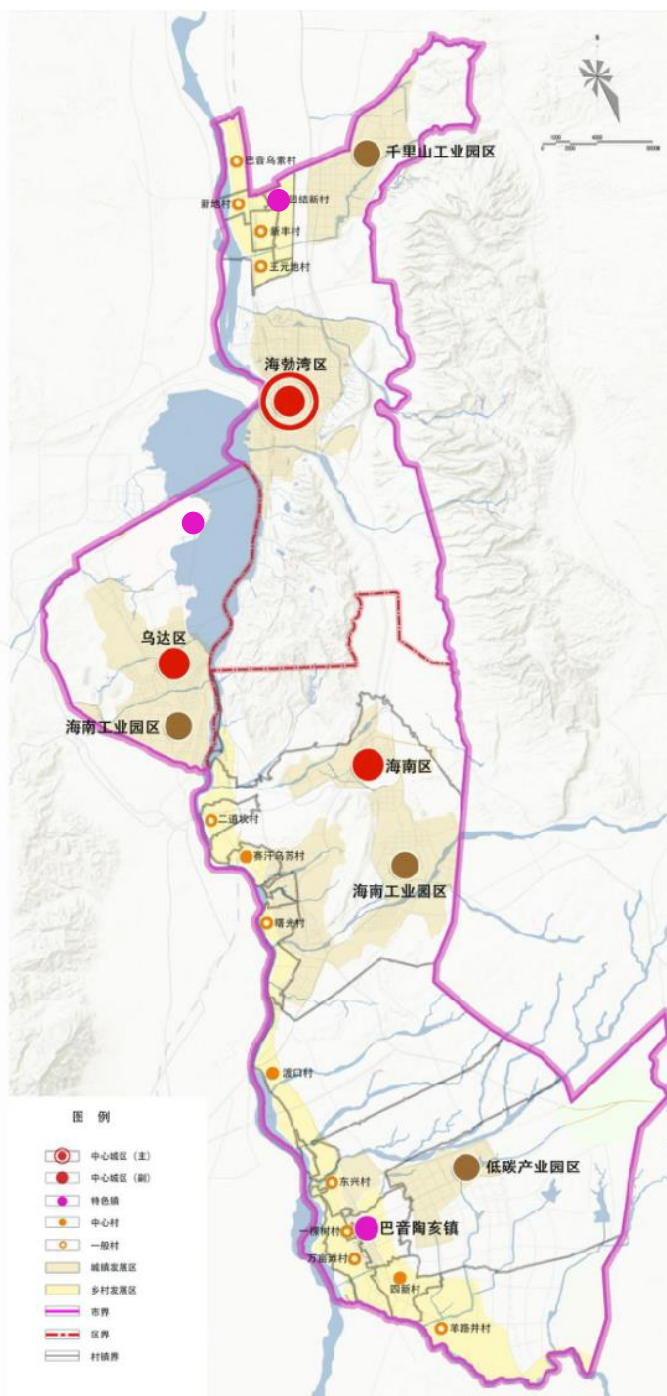 千里山工业园区
巴音乌素村
新地村
团结新村
新丰村
王元地村
海勃湾区
乌达区
海南工业园区
海南区
二道坎村
赛汗乌苏村
海南工业园区
曙光村
渡口村
东兴村
低碳产业园区
一棵树村
巴音陶亥镇
万亩滩村
四新村
羊路井村
图 例
中心城区（主）
中心城区（副）
特色镇
中心村
一般村
城镇发展区
乡村发展区
市界
区界
村镇界